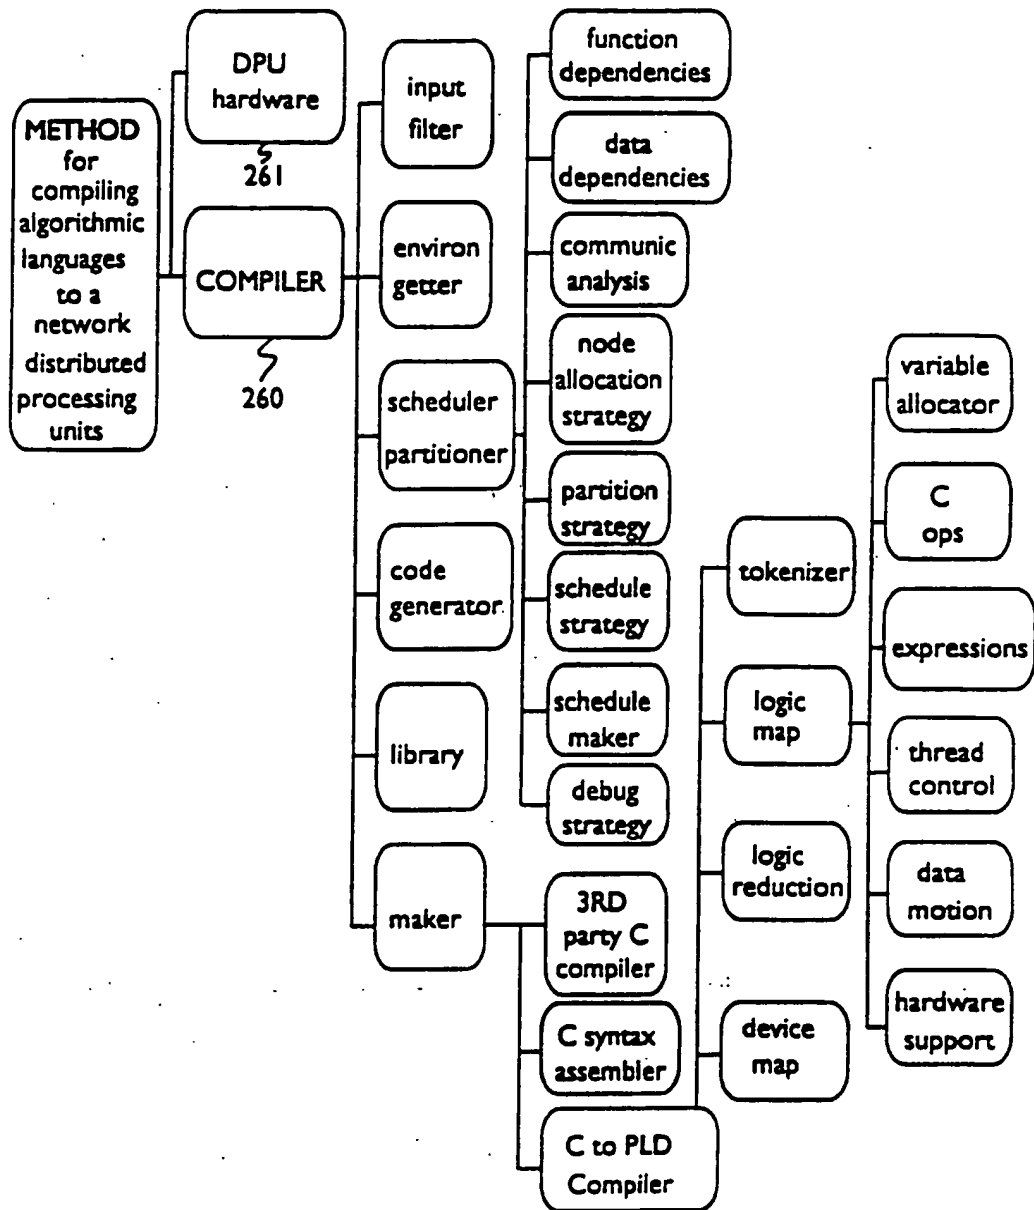 METHOD
for
compiling
algorithmic
languages
to a
network
distributed
processing
units
DPU
hardware
261
COMPILER
260
input
filter
environ
getter
scheduler
partitioner
code
generator.
library
maker
function
dependencies
data
dependencies
communic
analysis
node
allocation
strategy
partition
strategy
schedule
strategy
schedule
maker
debug
strategy
3RD
party C
compiler
C syntax
assembler
C to PLD
Compiler
tokenizer
logic
map
logic
reduction
device
map
variable
allocator
C
ops
expressions
thread
control
data
motion
hardware
support